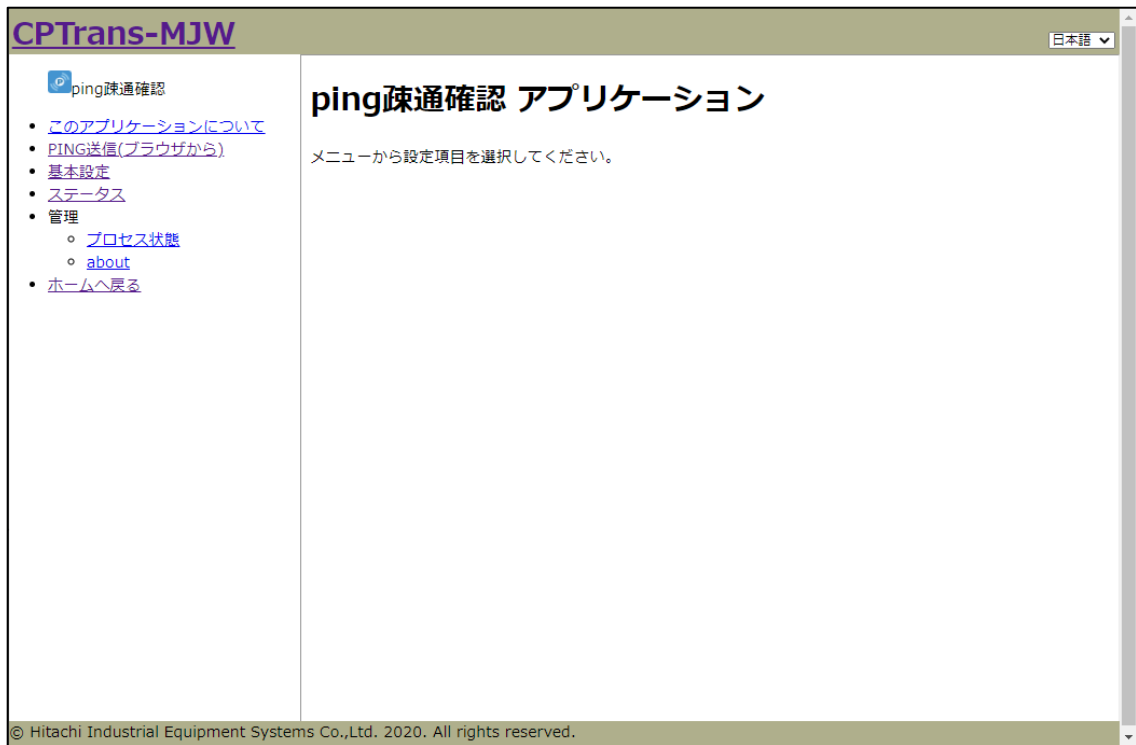 CPTrans-MJW
日本語
ping疎通確認
このアプリケーションについて
PING送信(ブラウザから)
基本設定
ステータス
管理
プロセス状態
about
ホームへ戻る
ping疎通確認 アプリケーション
メニューから設定項目を選択してください。
© Hitachi Industrial Equipment Systems Co.,Ltd. 2020. All rights reserved.